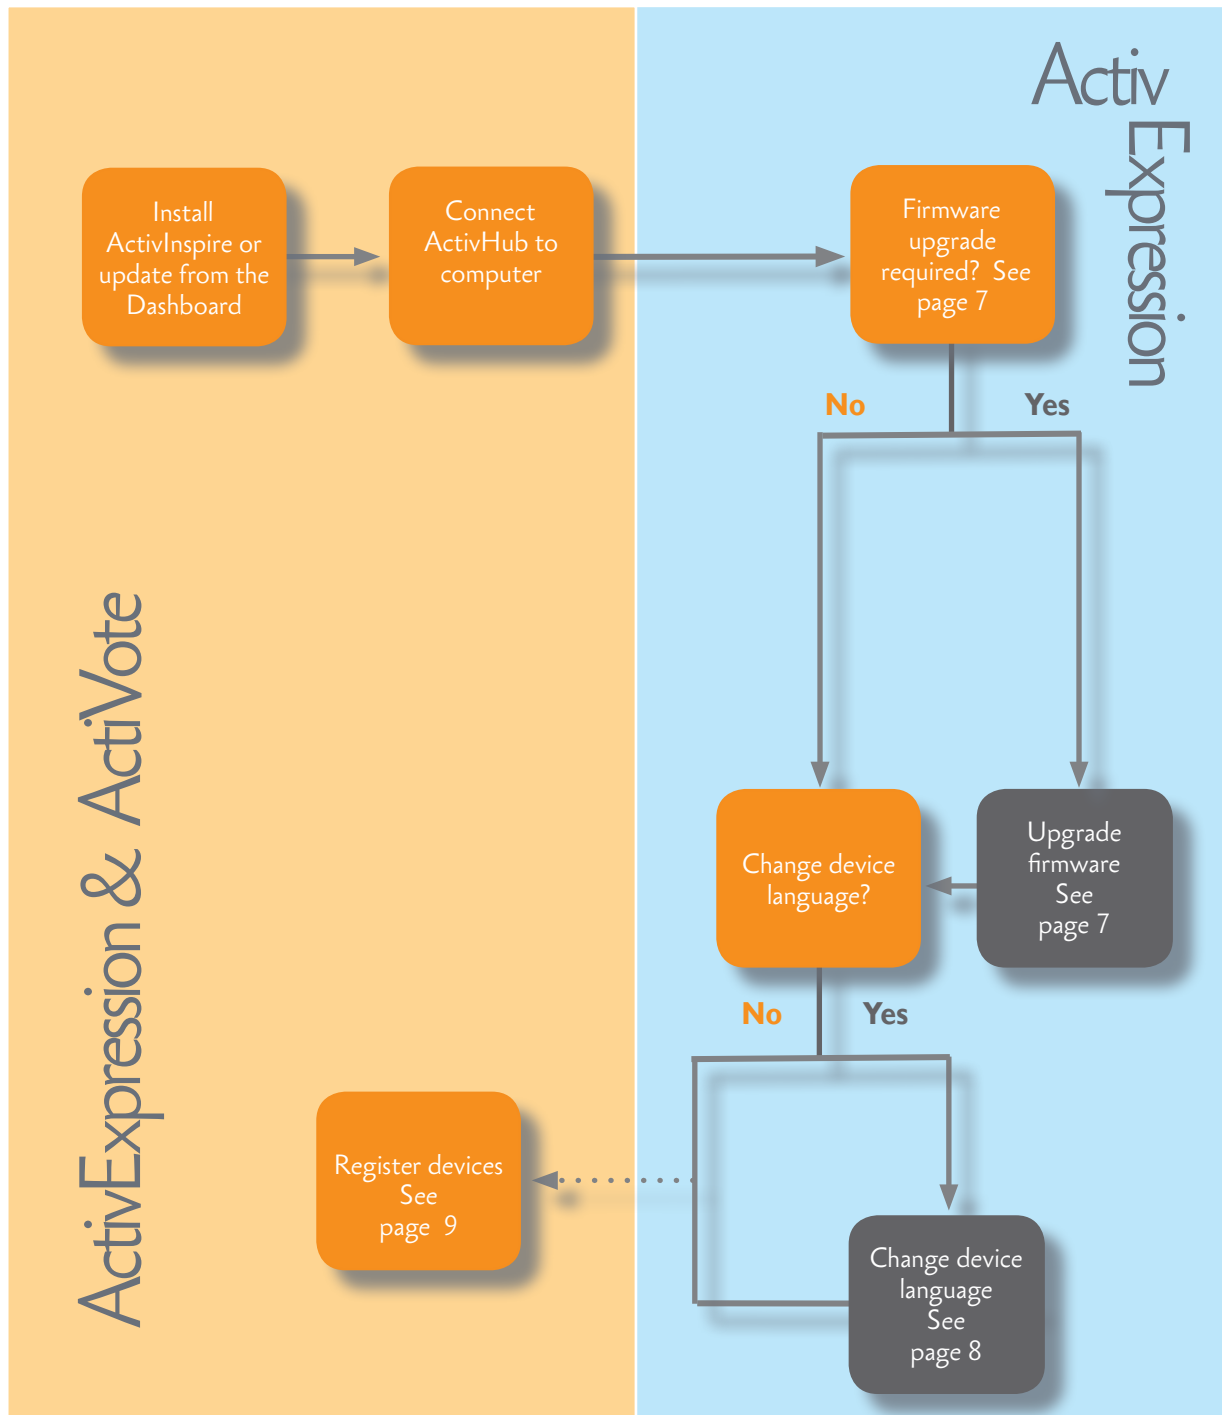 Activ
Expression
Install
ActivInspire or
update from the
Dashboard
Connect
ActivHub to
computer
Firmware
upgrade
required? See
page 7
No
Yes
Change device
language?
Upgrade
firmware
See
page 7
No
Yes
ActivExpression & ActiVote
Register devices
See
page 9
Change device
language
See
page 8